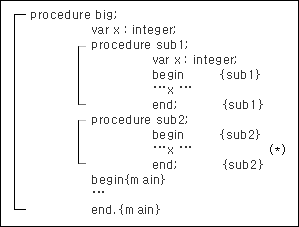 procedure big;
var x : integer;
procedure sub1;
var x : integer;
begin {sub1}
…x …
end; {sub1}
procedure sub2;
begin {sub2}
…x … (*)
end; {sub2}
begin{main}
…
end.{main}